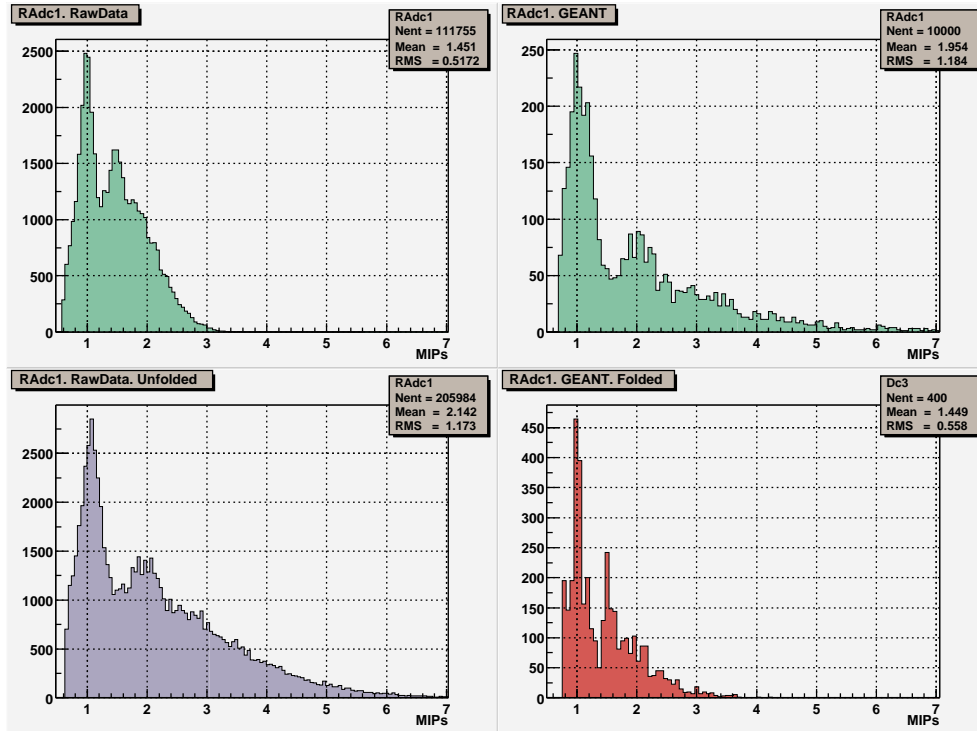 RAdc1. RawData
RAdc1
Nent = 111755
Mean = 1.451
RMS = 0.5172
2500
2000
1500
1000
500
0
1 2 3 4 5 6 7
MIPs
RAdc1. GEANT
RAdc1
Nent = 10000
Mean = 1.954
RMS = 1.184
250
200
150
100
50
0
1 2 3 4 5 6 7
MIPs
RAdc1. RawData. Unfolded
RAdc1
Nent = 205984
Mean = 2.142
RMS = 1.173
2500
2000
1500
1000
500
0
1 2 3 4 5 6 7
MIPs
RAdc1. GEANT. Folded
Dc3
Nent = 400
Mean = 1.449
RMS = 0.558
450
400
350
300
250
200
150
100
50
0
1 2 3 4 5 6 7
MIPs